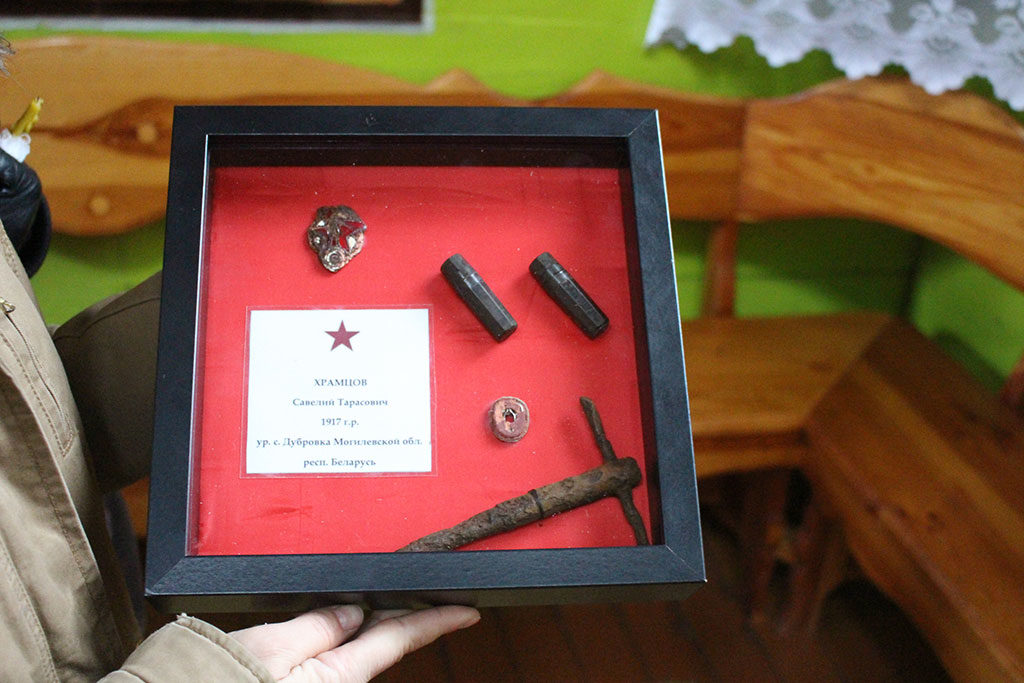 ХРАМЦОВ
Савелий Тарасович
1917 г.р.
ур. с. Дубровка Могилевской обл.
респ. Беларусь